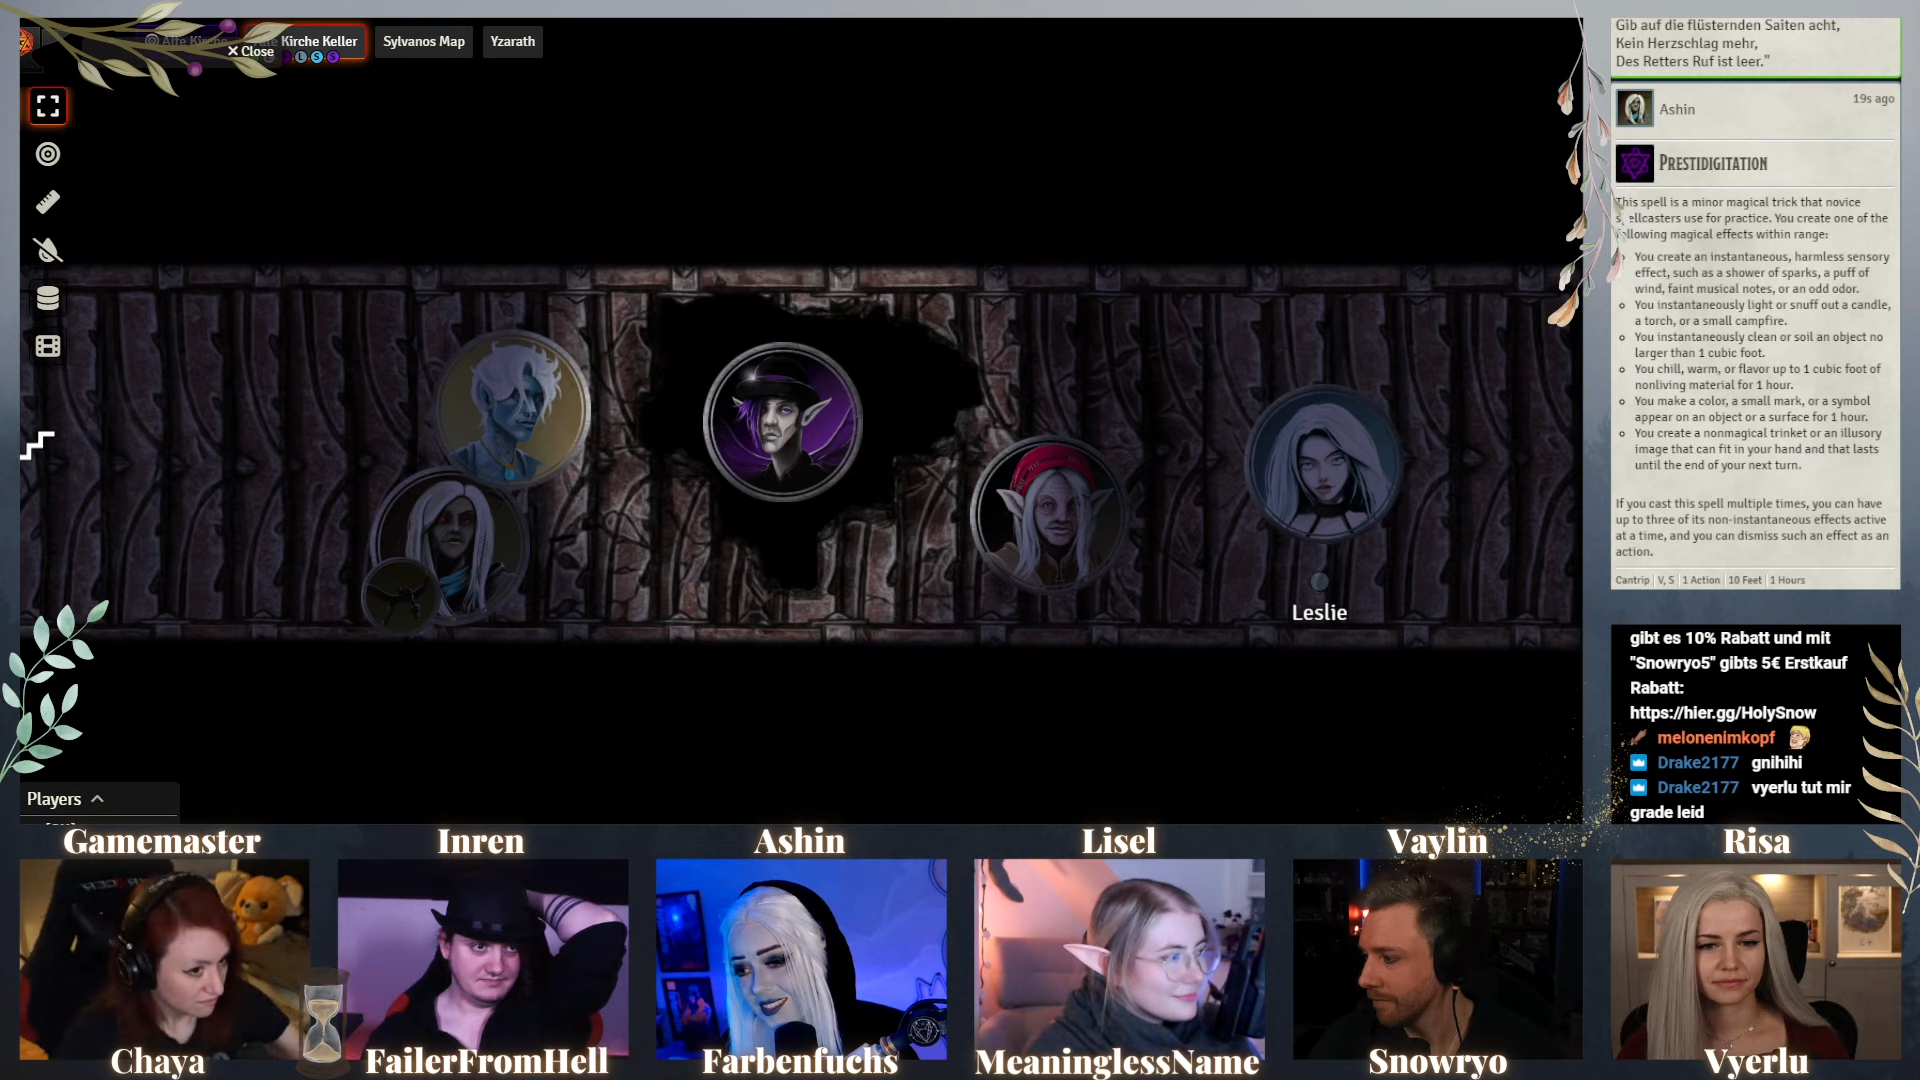 Alte Kirche
Close
Kirche Keller
Sylvanos Map
Yzarath
L
S
S
Leslie
Players
Gib auf die flüsternden Saiten acht,
Kein Herzschlag mehr,
Des Retters Ruf ist leer."
Ashin
19s ago
Prestidigitation
This spell is a minor magical trick that novice
spellcasters use for practice. You create one of the
following magical effects within range:
You create an instantaneous, harmless sensory
effect, such as a shower of sparks, a puff of
wind, faint musical notes, or an odd odor.
You instantaneously light or snuff out a candle,
a torch, or a small campfire.
You instantaneously clean or soil an object no
larger than 1 cubic foot.
You chill, warm, or flavor up to 1 cubic foot of
nonliving material for 1 hour.
You make a color, a small mark, or a symbol
appear on an object or a surface for 1 hour.
You create a nonmagical trinket or an illusory
image that can fit in your hand and that lasts
until the end of your next turn.
If you cast this spell multiple times, you can have
up to three of its non-instantaneous effects active
at a time, and you can dismiss such an effect as an
action.
Cantrip V, S 1 Action 10 Feet 1 Hours
gibt es 10% Rabatt und mit
"Snowryo5" gibts 5€ Erstkauf
Rabatt:
https://hier.gg/HolySnow
melonenimkopf
Drake2177 gnihihi
Drake2177 vyerlu tut mir
grade leid
Gamemaster
Inren
Ashin
Lisel
Vaylin
Risa
Chaya
FailerFromHell
Farbenfuchs
MeaninglessName
Snowryo
Vyerlu